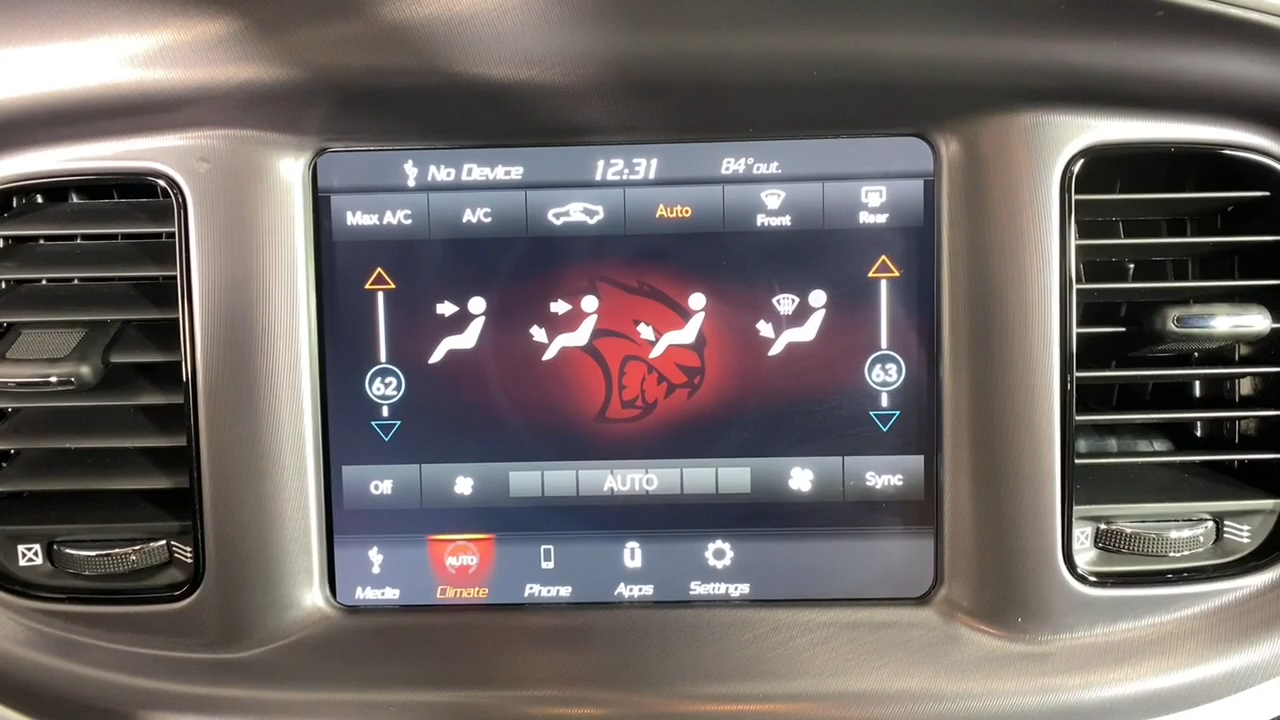 No Device 12:31 84° out.
Max A/C A/C Auto Front Rear
62 63
Off AUTO Sync
AUTO
Media Climate Phone Apps Settings